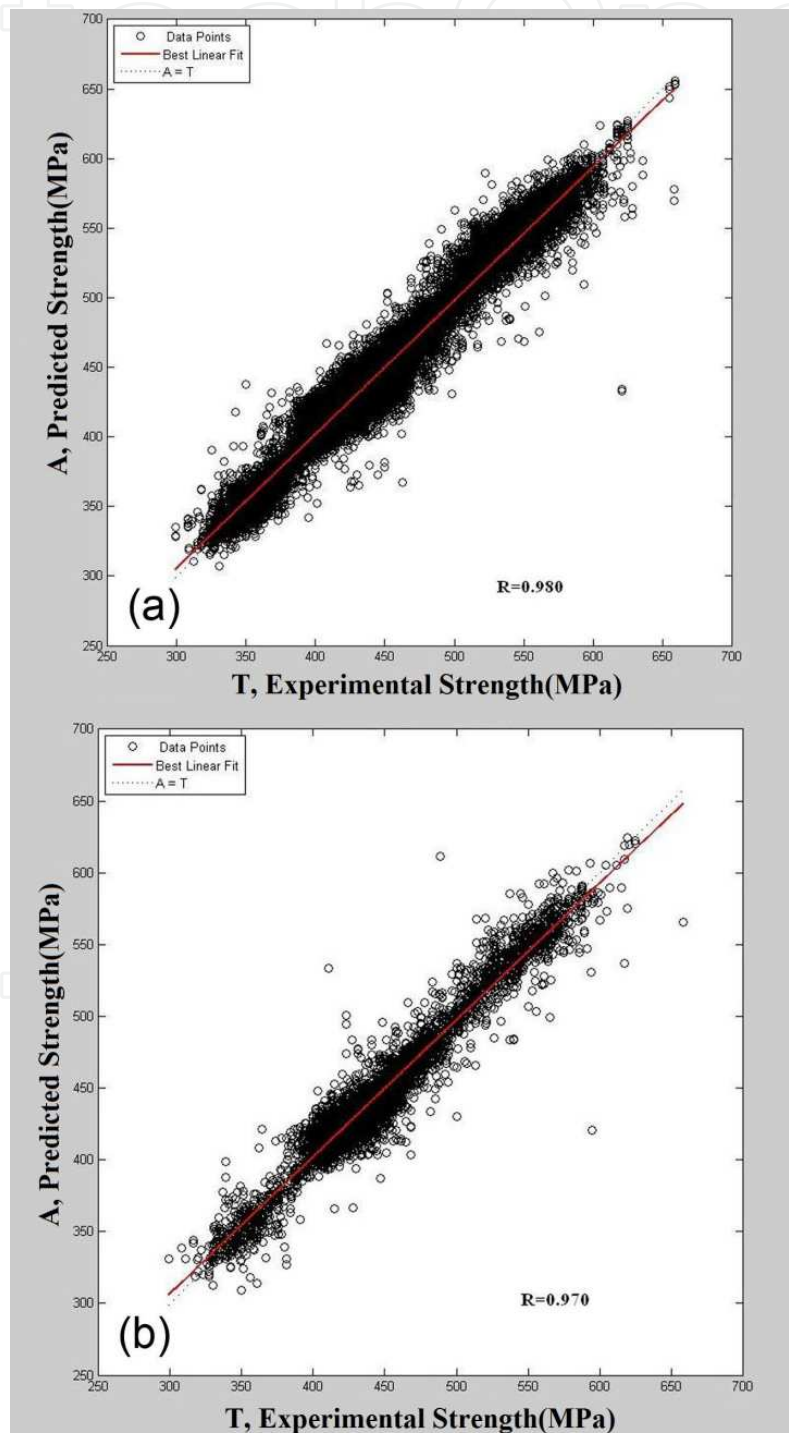 700
650
600
550
500
450
400
350
300
250
Data Points
Best Linear Fit
A = T
A, Predicted Strength(MPa)
(a)
R=0.980
250 300 350 400 450 500 550 600 650 700
T, Experimental Strength(MPa)
700
650
600
550
500
450
400
350
300
250
Data Points
Best Linear Fit
A = T
A, Predicted Strength(MPa)
(b)
R=0.970
250 300 350 400 450 500 550 600 650 700
T, Experimental Strength(MPa)